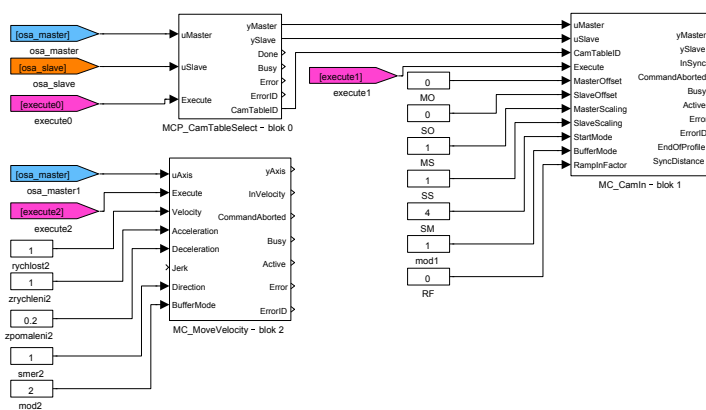 [osa_master]
osa_master
[osa_slave]
osa_slave
[execute0]
execute0
uMaster
uSlave
Execute
yMaster
ySlave
Done
Busy
Error
ErrorID
CamTableID
MCP_CamTableSelect - blok 0
[execute1]
execute1
0
MO
0
SO
1
MS
1
SS
4
SM
1
mod1
0
RF
uMaster
uSlave
CamTableID
Execute
MasterOffset
SlaveOffset
MasterScaling
SlaveScaling
StartMode
BufferMode
RampInFactor
yMaster
ySlave
InSync
CommandAborted
Busy
Active
Error
ErrorID
EndOfProfile
SyncDistance
MC_CamIn - blok 1
[osa_master]
osa_master1
[execute2]
execute2
1
rychlost2
1
zrychleni2
0.2
zpomaleni2
1
smer2
2
mod2
uAxis
Execute
Velocity
Acceleration
Deceleration
Jerk
Direction
BufferMode
yAxis
InVelocity
CommandAborted
Busy
Active
Error
ErrorID
MC_MoveVelocity - blok 2